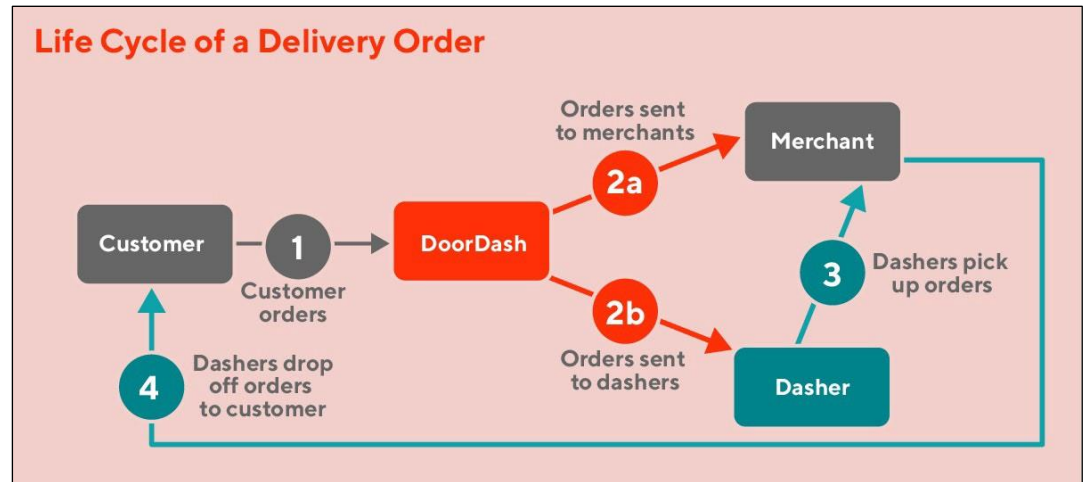 Life Cycle of a Delivery Order
Orders sent
to merchants
Merchant
2a
Customer
1
DoorDash
Customer
orders
3
Dashers pick
up orders
2b
Orders sent
to dashers
Dasher
4
Dashers drop
off orders
to customer